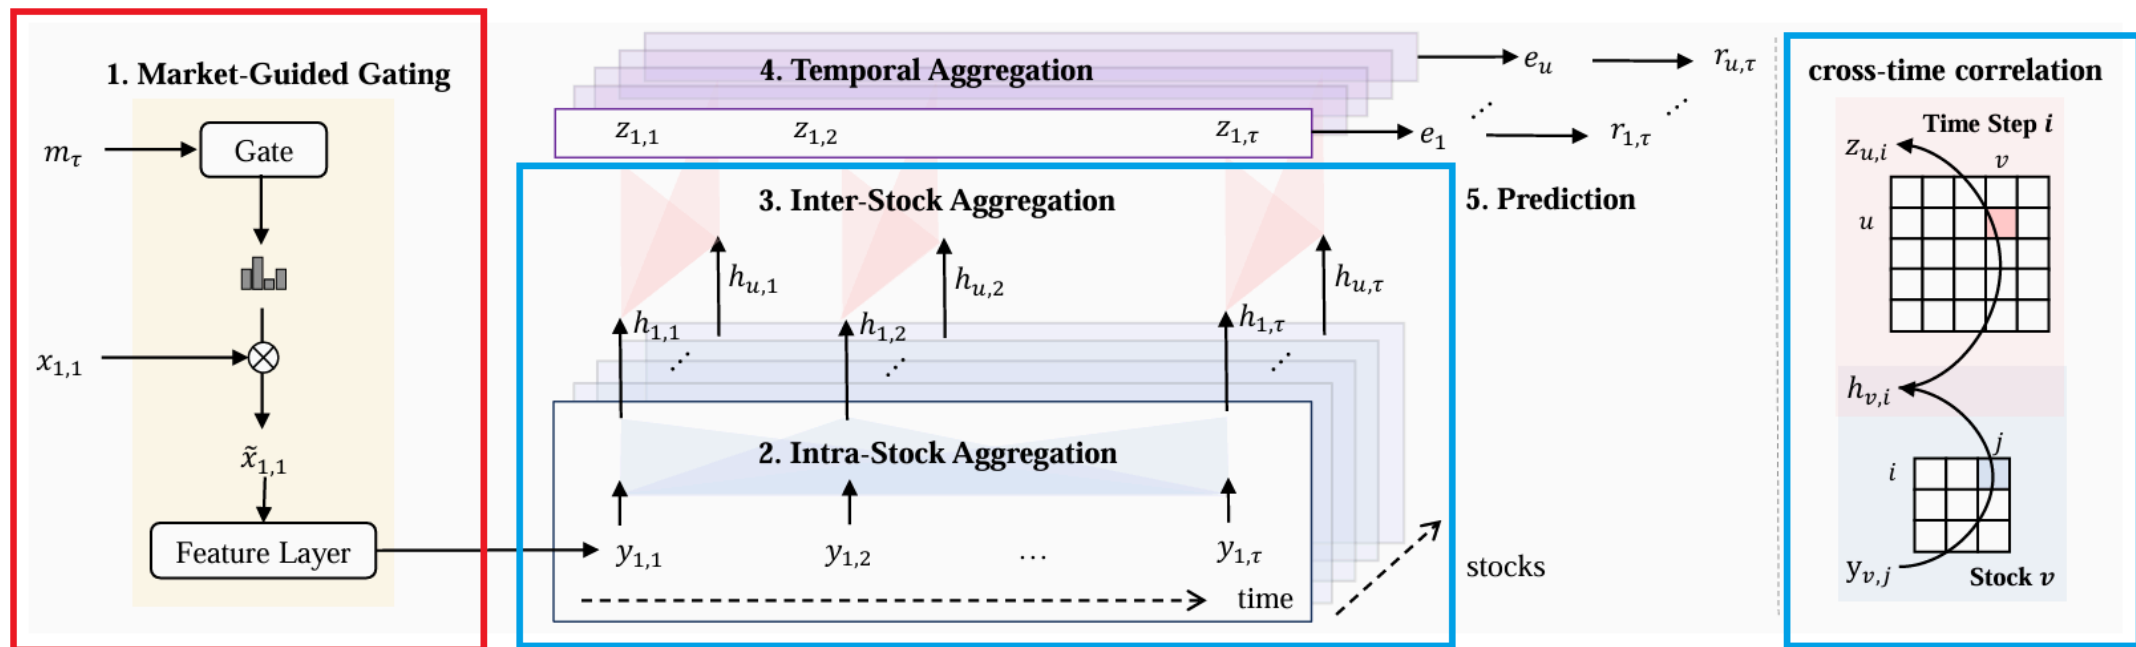 1. Market-Guided Gating
m_τ
Gate
x_{1,1}
x̃_{1,1}
Feature Layer
4. Temporal Aggregation
z_{1,1} z_{1,2} z_{1,τ}
e_u r_{u,τ}
⋰ ⋰
e_1 r_{1,τ}
3. Inter-Stock Aggregation
h_{u,1} h_{u,2} h_{u,τ}
h_{1,1} h_{1,2} h_{1,τ}
⋰ ⋰ ⋰
2. Intra-Stock Aggregation
y_{1,1} y_{1,2} … y_{1,τ}
time
stocks
5. Prediction
cross-time correlation
Time Step i
z_{u,i}
v
u
h_{v,i}
j
i
y_{v,j}
Stock v